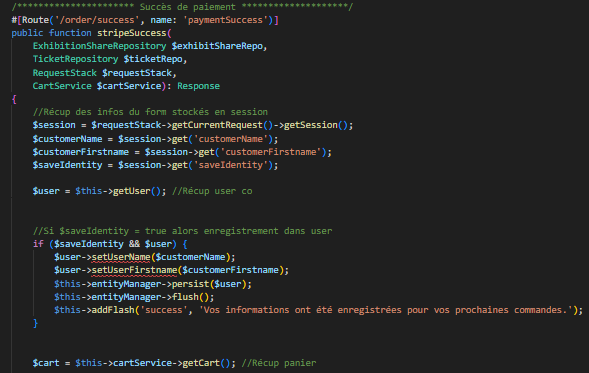 /********************** Succès de paiement ********************/
#[Route('/order/success', name: 'paymentSuccess')]
public function stripeSuccess(
    ExhibitionShareRepository $exhibitShareRepo,
    TicketRepository $ticketRepo,
    RequestStack $requestStack,
    CartService $cartService): Response
{
    //Récup des infos du form stockés en session
    $session = $requestStack->getCurrentRequest()->getSession();
    $customerName = $session->get('customerName');
    $customerFirstname = $session->get('customerFirstname');
    $saveIdentity = $session->get('saveIdentity');

    $user = $this->getUser(); //Récup user co

    //Si $saveIdentity = true alors enregistrement dans user
    if ($saveIdentity && $user) {
        $user->setUserName($customerName);
        $user->setUserFirstname($customerFirstname);
        $this->entityManager->persist($user);
        $this->entityManager->flush();
        $this->addFlash('success', 'Vos informations ont été enregistrées pour vos prochaines commandes.');
    }

    $cart = $this->cartService->getCart(); //Récup panier